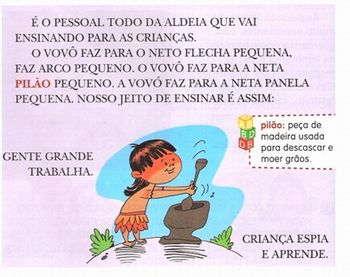 É O PESSOAL TODO DA ALDEIA QUE VAI
ENSINANDO PARA AS CRIANÇAS.
O VOVÔ FAZ PARA O NETO FLECHA PEQUENA,
FAZ ARCO PEQUENO. O VOVÔ FAZ PARA A NETA
PILÃO PEQUENO. A VOVÓ FAZ PARA A NETA PANELA
PEQUENA. NOSSO JEITO DE ENSINAR É ASSIM:
pilão: peça de
madeira usada
para descascar e
moer grãos.
GENTE GRANDE
TRABALHA.
CRIANÇA ESPIA
E APRENDE.